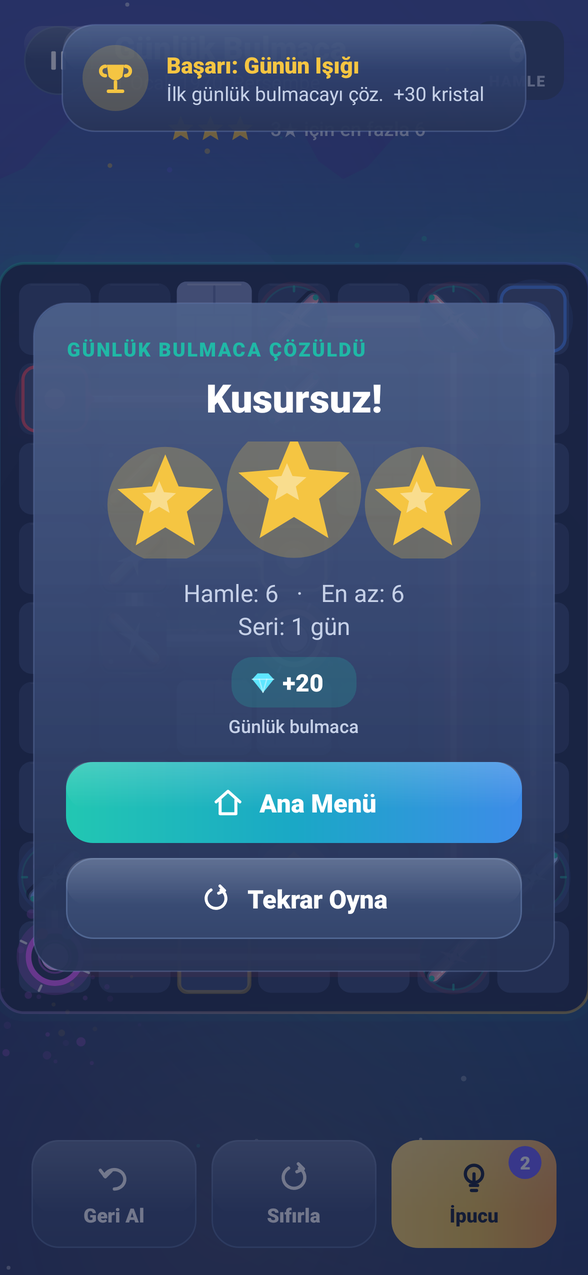 Başarı: Günün Işığı
İlk günlük bulmacayı çöz. +30 kristal
GÜNLÜK BULMACA ÇÖZÜLDÜ
Kusursuz!
Hamle: 6 · En az: 6
Seri: 1 gün
+20
Günlük bulmaca
Ana Menü
Tekrar Oyna
Geri Al
Sıfırla
2
İpucu